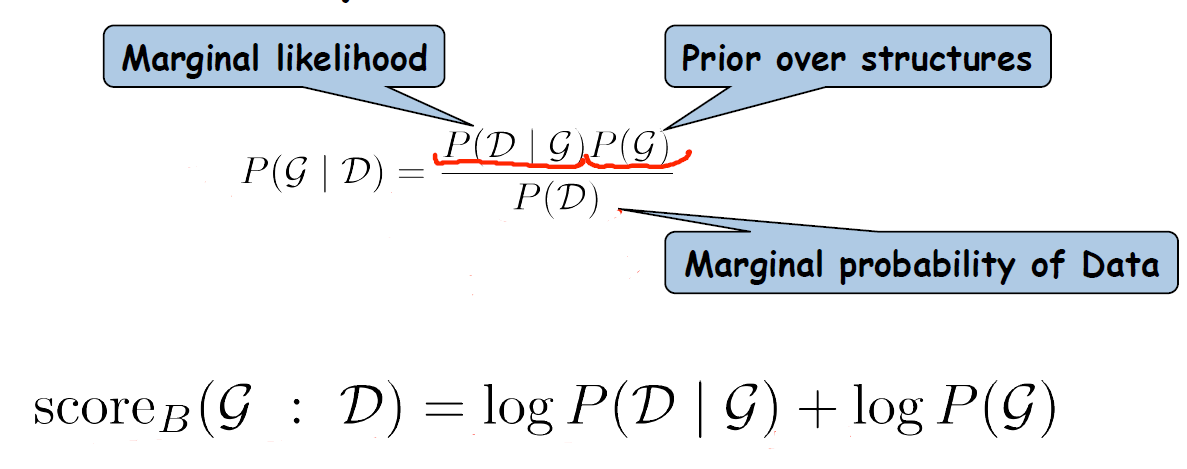 Marginal likelihood
Prior over structures
P(𝒢 | 𝒟) = P(𝒟 | 𝒢)P(𝒢)
P(𝒟)
Marginal probability of Data
score_B(𝒢 : 𝒟) = log P(𝒟 | 𝒢) + log P(𝒢)